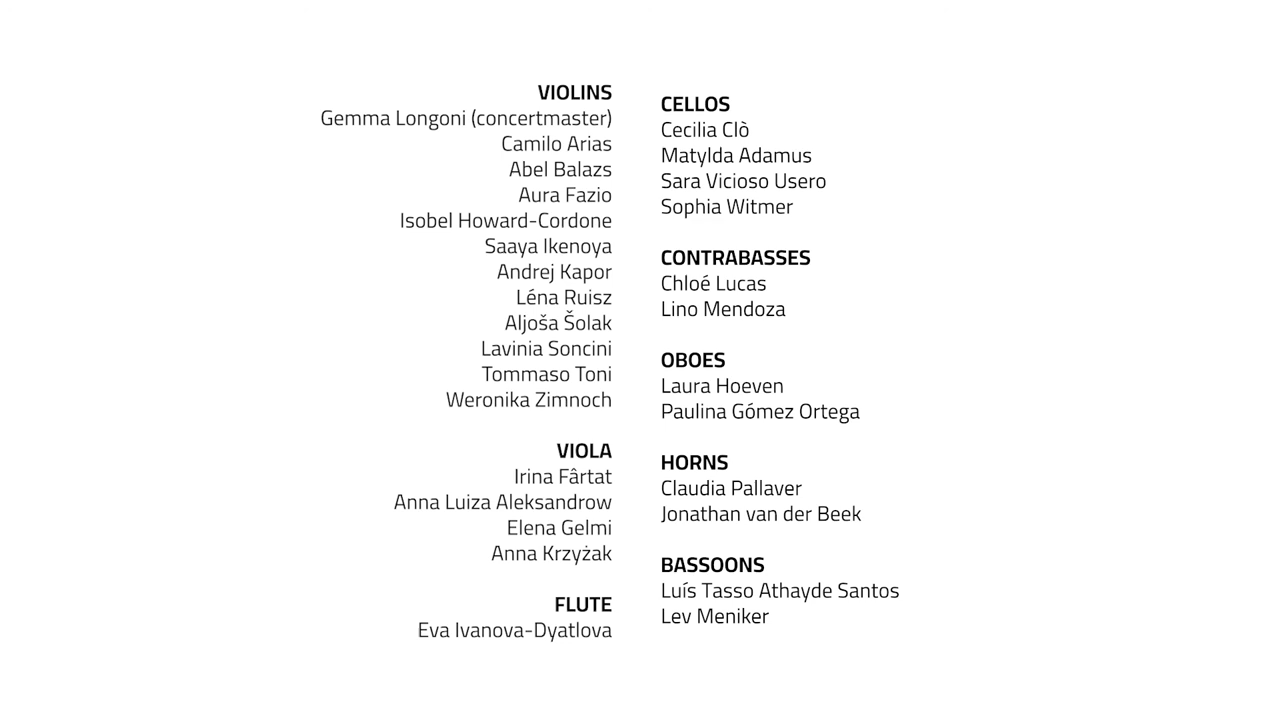 VIOLINS
Gemma Longoni (concertmaster)
Camilo Arias
Abel Balazs
Aura Fazio
Isobel Howard-Cordone
Saaya Ikenoya
Andrej Kapor
Léna Ruisz
Aljoša Šolak
Lavinia Soncini
Tommaso Toni
Weronika Zimnoch
VIOLA
Irina Fârtat
Anna Luiza Aleksandrow
Elena Gelmi
Anna Krzyżak
FLUTE
Eva Ivanova-Dyatlova
CELLOS
Cecilia Clò
Matylda Adamus
Sara Vicioso Usero
Sophia Witmer
CONTRABASSES
Chloé Lucas
Lino Mendoza
OBOES
Laura Hoeven
Paulina Gómez Ortega
HORNS
Claudia Pallaver
Jonathan van der Beek
BASSOONS
Luís Tasso Athayde Santos
Lev Meniker